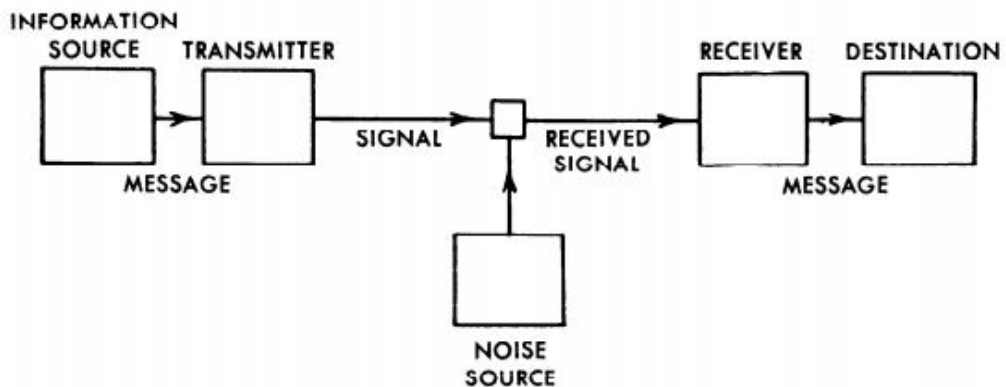 INFORMATION
SOURCE
TRANSMITTER
RECEIVER
DESTINATION
SIGNAL
RECEIVED
SIGNAL
MESSAGE
MESSAGE
NOISE
SOURCE